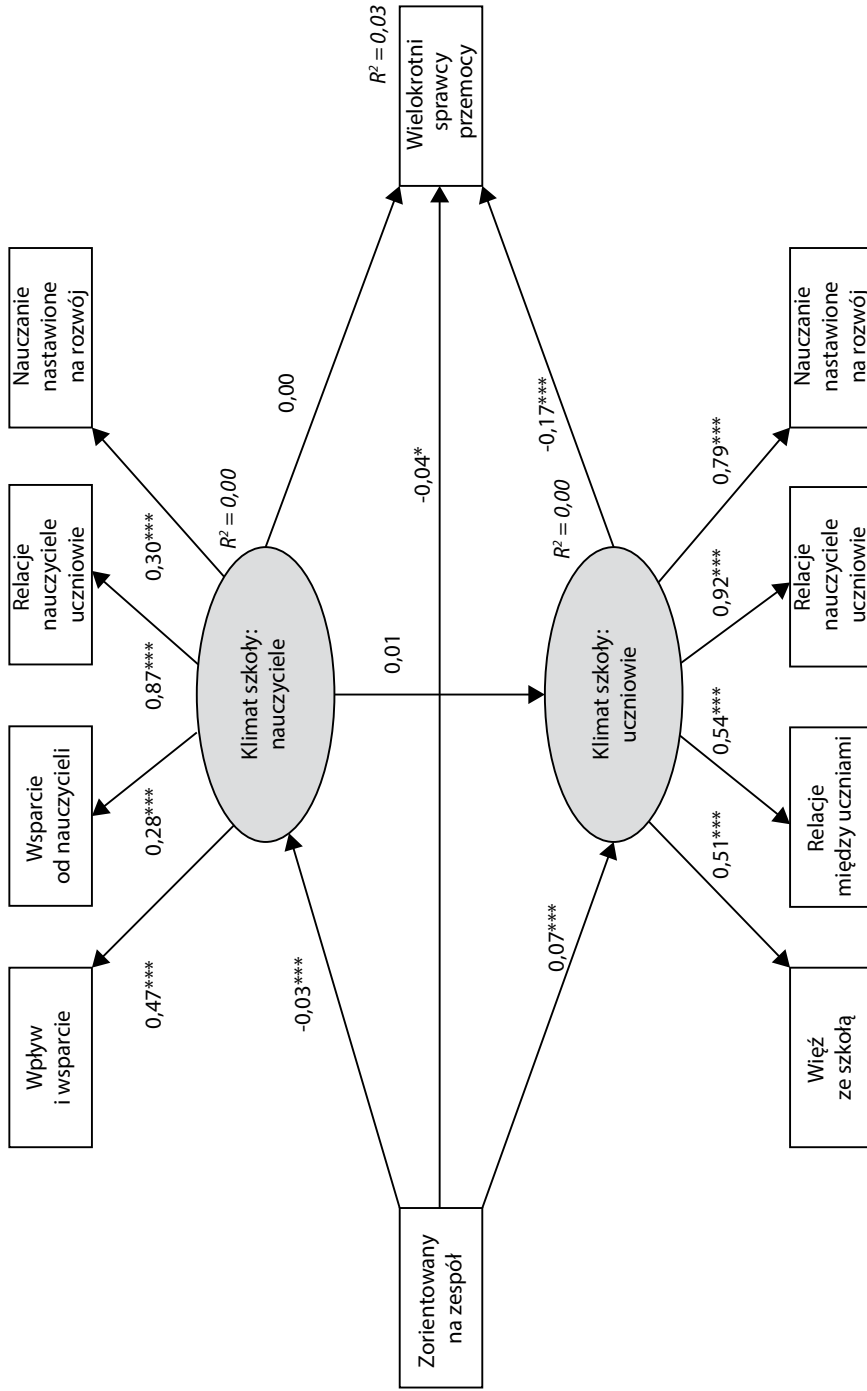 Wpływ
i wsparcie
Wsparcie
od nauczycieli
Relacje
nauczyciele
uczniowie
Nauczanie
nastawione
na rozwój
0,47***
0,28***
0,87***
0,30***
R² = 0,00
Klimat szkoły:
nauczyciele
-0,03***
0,00
0,01
R² = 0,03
Zorientowany
na zespół
-0,04*
Wielokrotni
sprawcy
przemocy
0,07***
-0,17***
R² = 0,00
Klimat szkoły:
uczniowie
0,51***
0,54***
0,92***
0,79***
Więź
ze szkołą
Relacje
między uczniami
Relacje
nauczyciele
uczniowie
Nauczanie
nastawione
na rozwój